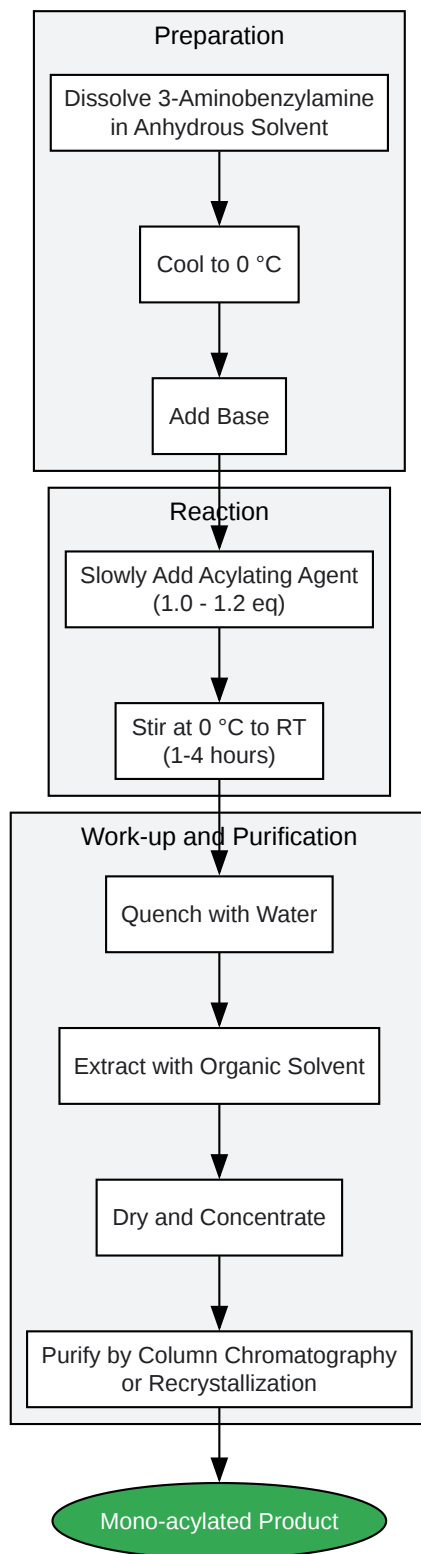 Preparation
Dissolve 3-Aminobenzylamine
in Anhydrous Solvent
Cool to 0 °C
Add Base
Reaction
Slowly Add Acylating Agent
(1.0 - 1.2 eq)
Stir at 0 °C to RT
(1-4 hours)
Work-up and Purification
Quench with Water
Extract with Organic Solvent
Dry and Concentrate
Purify by Column Chromatography
or Recrystallization
Mono-acylated Product